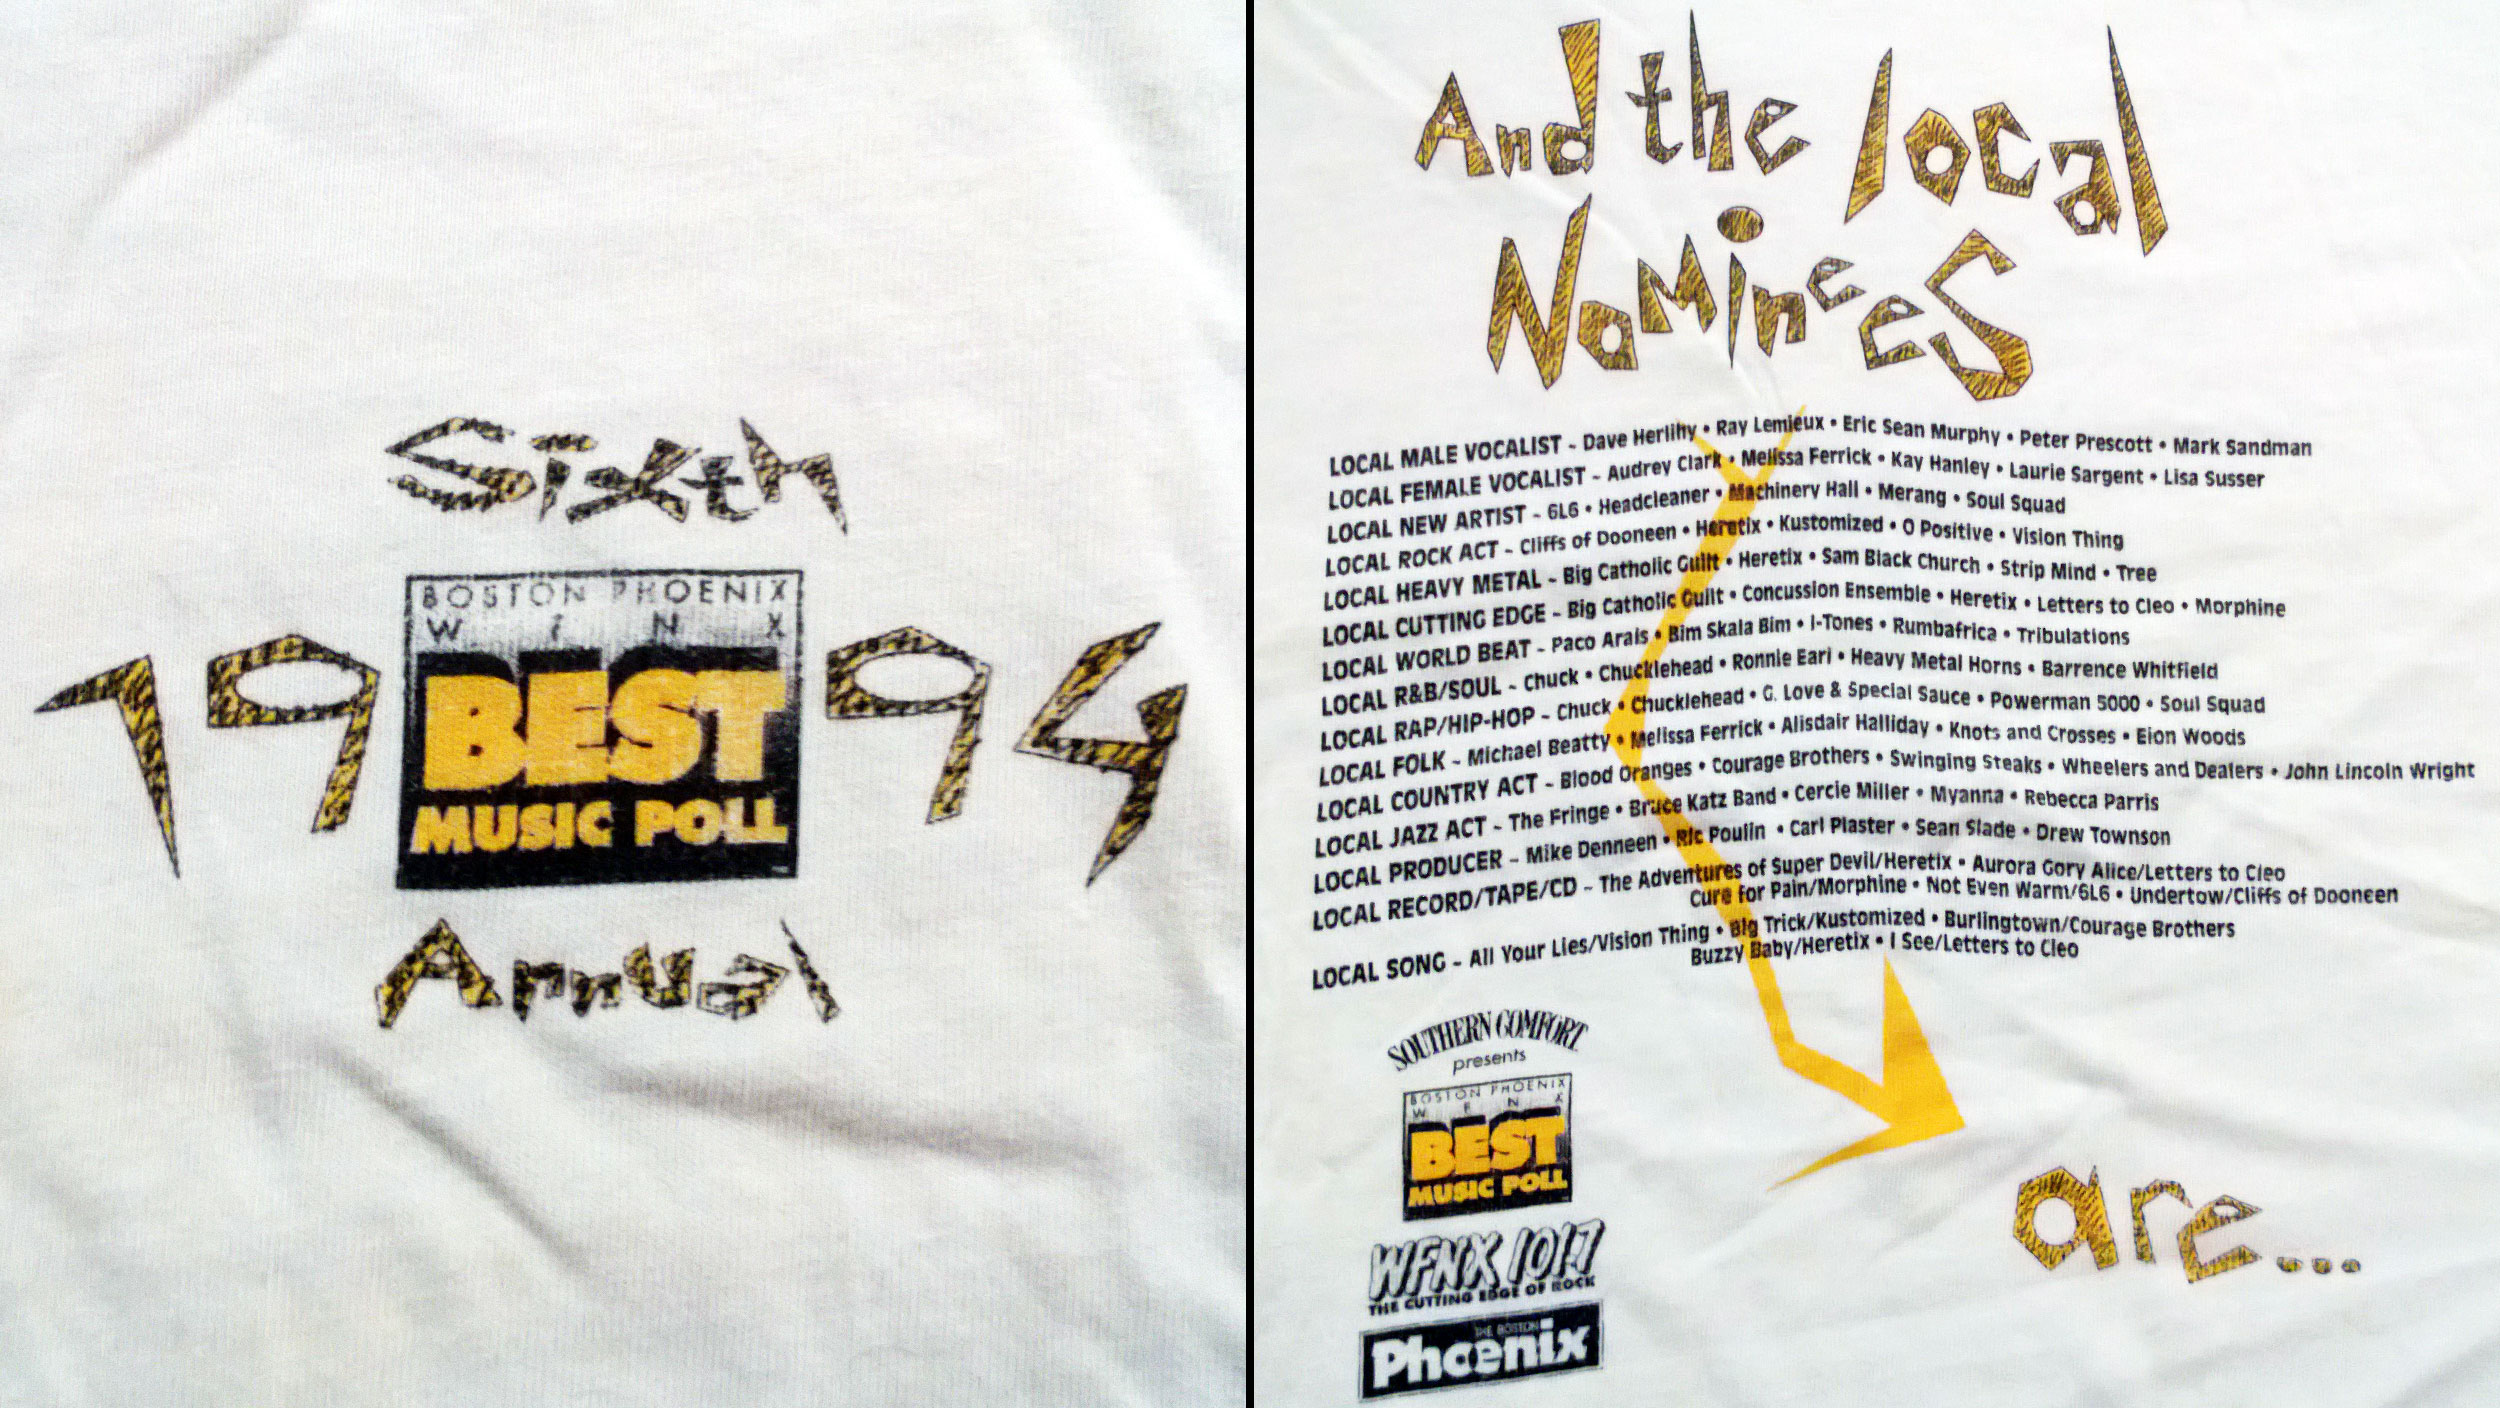 Sixth
BOSTON PHOENIX
W F N X
BEST
MUSIC POLL
1994
Annual
And the local
Nominees
LOCAL MALE VOCALIST ~ Dave Herlihy • Ray Lemieux • Eric Sean Murphy • Peter Prescott • Mark Sandman
LOCAL FEMALE VOCALIST ~ Audrey Clark • Melissa Ferrick • Kay Hanley • Laurie Sargent • Lisa Susser
LOCAL NEW ARTIST ~ 6L6 • Headcleaner • Machinery Hall • Merang • Soul Squad
LOCAL ROCK ACT ~ Cliffs of Dooneen • Heretix • Kustomized • O Positive • Vision Thing
LOCAL HEAVY METAL ~ Big Catholic Guilt • Heretix • Sam Black Church • Strip Mind • Tree
LOCAL CUTTING EDGE ~ Big Catholic Guilt • Concussion Ensemble • Heretix • Letters to Cleo • Morphine
LOCAL WORLD BEAT ~ Paco Arais • Bim Skala Bim • I-Tones • Rumbafrica • Tribulations
LOCAL R&B/SOUL ~ Chuck • Chucklehead • Ronnie Earl • Heavy Metal Horns • Barrence Whitfield
LOCAL RAP/HIP-HOP ~ Chuck • Chucklehead • G. Love & Special Sauce • Powerman 5000 • Soul Squad
LOCAL FOLK ~ Michael Beatty • Melissa Ferrick • Alisdair Halliday • Knots and Crosses • Eion Woods
LOCAL COUNTRY ACT ~ Blood Oranges • Courage Brothers • Swinging Steaks • Wheelers and Dealers • John Lincoln Wright
LOCAL JAZZ ACT ~ The Fringe • Bruce Katz Band • Cercie Miller • Myanna • Rebecca Parris
LOCAL PRODUCER ~ Mike Denneen • Ric Poulin • Carl Plaster • Sean Slade • Drew Townson
LOCAL RECORD/TAPE/CD ~ The Adventures of Super Devil/Heretix • Aurora Gory Alice/Letters to Cleo
Cure for Pain/Morphine • Not Even Warm/6L6 • Undertow/Cliffs of Dooneen
LOCAL SONG ~ All Your Lies/Vision Thing • Big Trick/Kustomized • Burlingtown/Courage Brothers
Buzzy Baby/Heretix • I See/Letters to Cleo
SOUTHERN COMFORT
presents
BOSTON PHOENIX
W F N X
BEST
MUSIC POLL
WFNX 101.7
THE CUTTING EDGE OF ROCK
THE BOSTON
Phoenix
are...